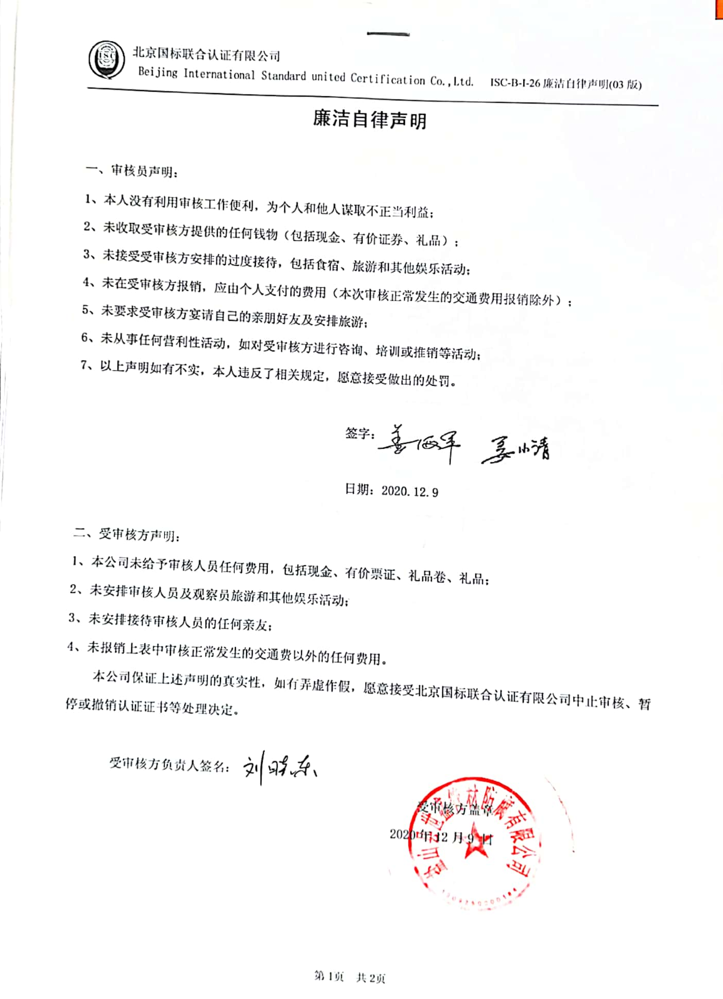 ISC
北京国标联合认证有限公司
Beijing International Standard united Certification Co.,Ltd. ISC-B-I-26 廉洁自律声明(03 版)
廉洁自律声明
一、审核员声明：
1、本人没有利用审核工作便利，为个人和他人谋取不正当利益；
2、未收取受审核方提供的任何钱物（包括现金、有价证券、礼品）；
3、未接受受审核方安排的过度接待，包括食宿、旅游和其他娱乐活动；
4、未在受审核方报销，应由个人支付的费用（本次审核正常发生的交通费用报销除外）；
5、未要求受审核方宴请自己的亲朋好友及安排旅游；
6、未从事任何营利性活动，如对受审核方进行咨询、培训或推销等活动；
7、以上声明如有不实，本人违反了相关规定，愿意接受做出的处罚。
签字： 姜海军 姜小清
日期：2020.12.9
二、受审核方声明：
1、本公司未给予审核人员任何费用，包括现金、有价票证、礼品卷、礼品；
2、未安排审核人员及观察员旅游和其他娱乐活动；
3、未安排接待审核人员的任何亲友；
4、未报销上表中审核正常发生的交通费以外的任何费用。
本公司保证上述声明的真实性，如有弄虚作假，愿意接受北京国标联合认证有限公司中止审核、暂
停或撤销认证证书等处理决定。
受审核方负责人签名：刘晓东
受审核方盖章
2020 年 12 月 9 日
材防腐有限公司
第 1页 共 2页